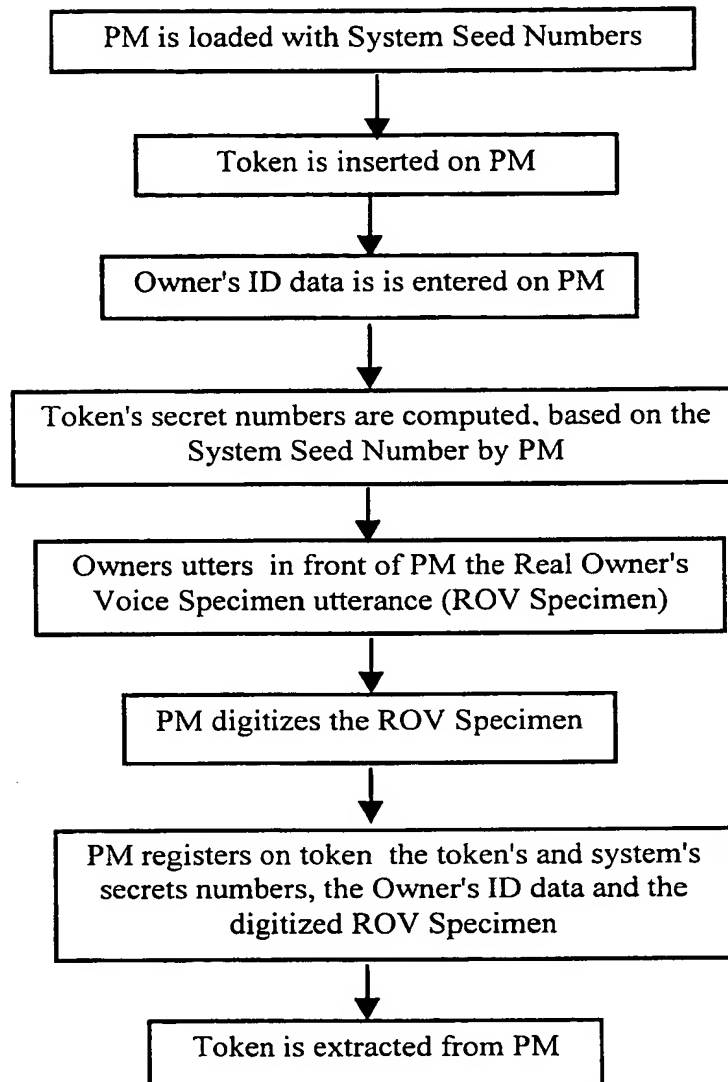 PM is loaded with System Seed Numbers
Token is inserted on PM
Owner's ID data is is entered on PM
Token's secret numbers are computed, based on the
System Seed Number by PM
Owners utters in front of PM the Real Owner's
Voice Specimen utterance (ROV Specimen)
PM digitizes the ROV Specimen
PM registers on token the token's and system's
secrets numbers, the Owner's ID data and the
digitized ROV Specimen
Token is extracted from PM